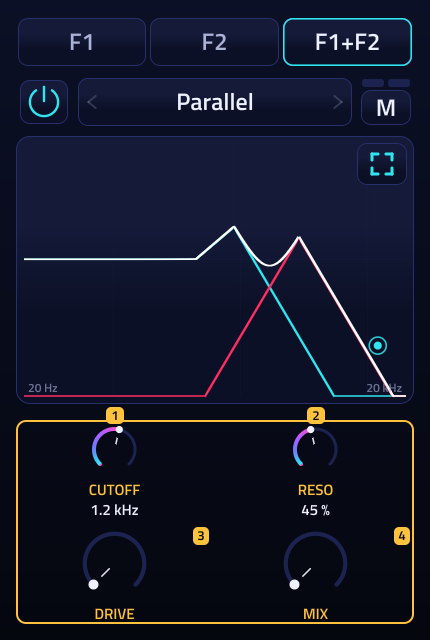 F1 F2 F1+F2
Parallel M
20 Hz 20 kHz
1 2
CUTOFF RESO
1.2 kHz 45 %
3 4
DRIVE MIX